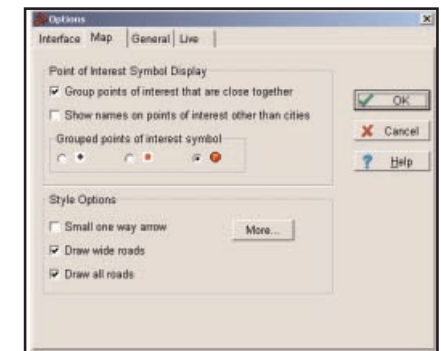 Options
Interface Map General Live
Point of Interest Symbol Display
Group points of interest that are close together
Show names on points of interest other than cities
Grouped points of interest symbol
OK
Cancel
Help
Style Options
Small one way arrow
More...
Draw wide roads
Draw all roads